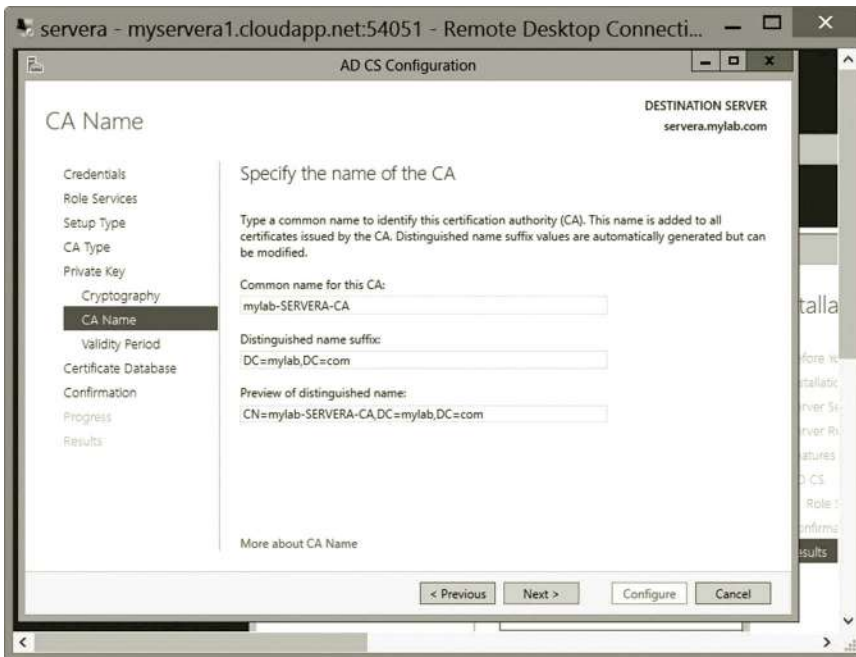 servera - myservera1.cloudapp.net:54051 - Remote Desktop Connecti...
AD CS Configuration
CA Name
DESTINATION SERVER
servera.mylab.com
Credentials
Role Services
Setup Type
CA Type
Private Key
Cryptography
CA Name
Validity Period
Certificate Database
Confirmation
Progress
Results
Specify the name of the CA
Type a common name to identify this certification authority (CA). This name is added to all
certificates issued by the CA. Distinguished name suffix values are automatically generated but can
be modified.
Common name for this CA:
mylab-SERVERA-CA
Distinguished name suffix:
DC=mylab,DC=com
Preview of distinguished name:
CN=mylab-SERVERA-CA,DC=mylab,DC=com
More about CA Name
< Previous
Next >
Configure
Cancel